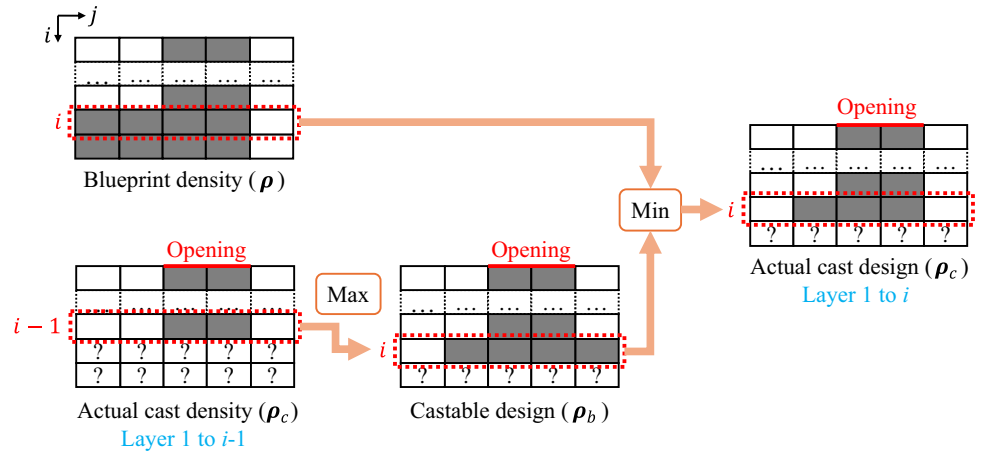 j
i
... ... ... ... ...
i
Blueprint density (ρ)
Opening
... ... ... ... ...
i − 1
? ? ? ? ?
? ? ? ? ?
Actual cast density (ρc)
Layer 1 to i-1
Max
Opening
... ... ... ... ...
i
? ? ? ? ?
Castable design (ρb)
Min
Opening
... ... ... ... ...
i
? ? ? ? ?
Actual cast design (ρc)
Layer 1 to i